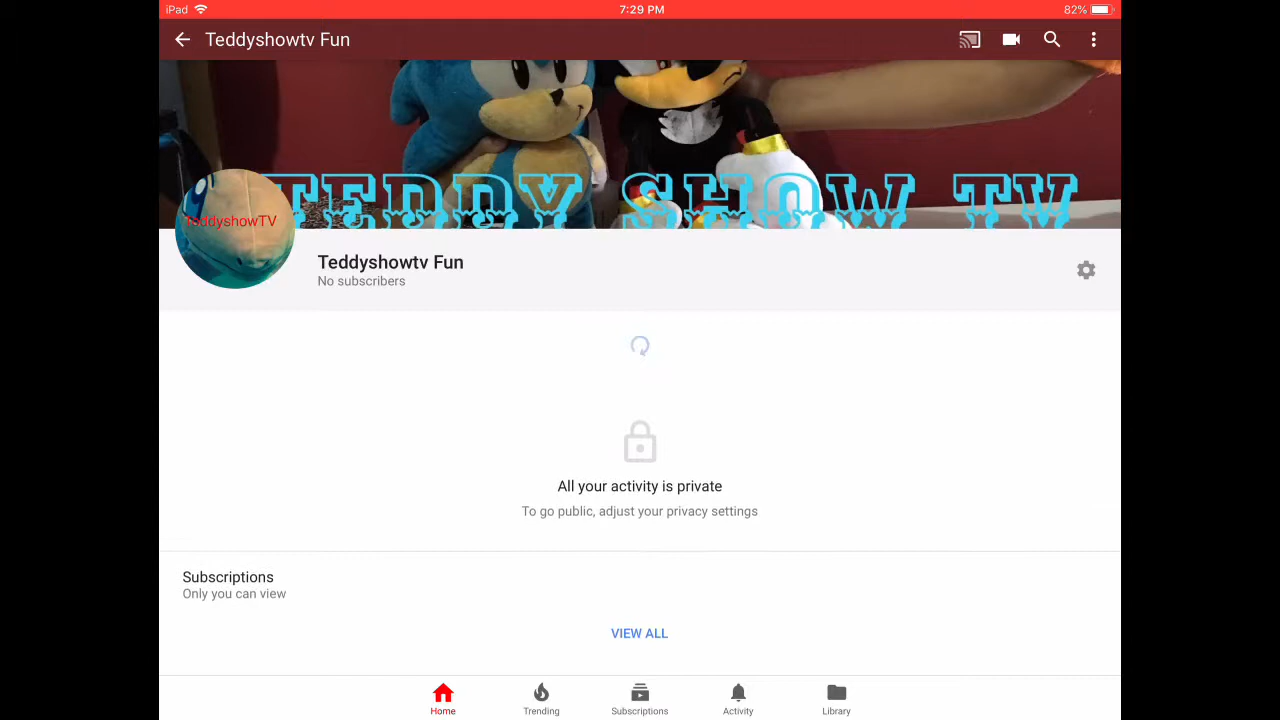 iPad 7:29 PM 82%
Teddyshowtv Fun
TEDDY SHOW TV
TeddyshowTV
Teddyshowtv Fun
No subscribers
All your activity is private
To go public, adjust your privacy settings
Subscriptions
Only you can view
VIEW ALL
Home Trending Subscriptions Activity Library